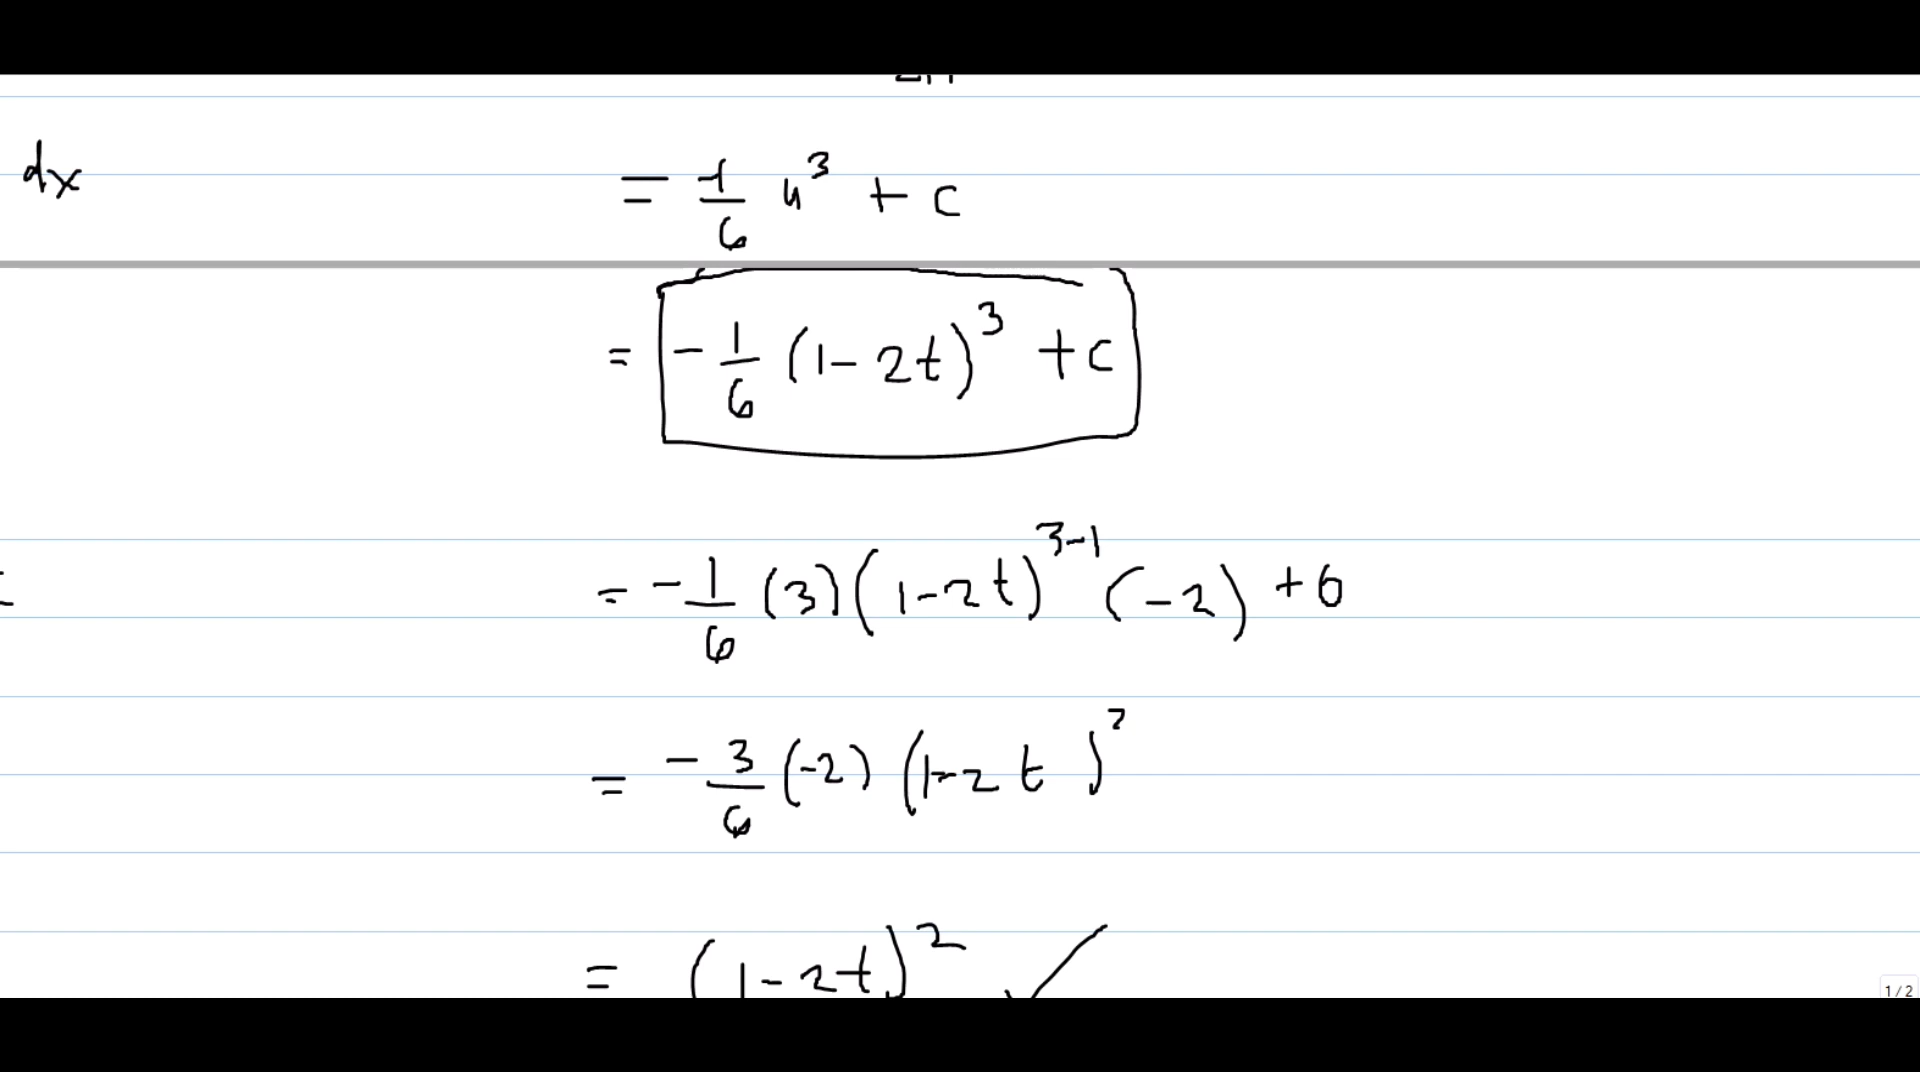 dx
= -1/6 u³ + c
= -1/6 (1-2t)³ + c
= -1/6 (3)(1-2t)³⁻¹ (-2) + 0
= -3/6 (-2) (1-2t)²
= (1-2t)² ✓
1 / 2